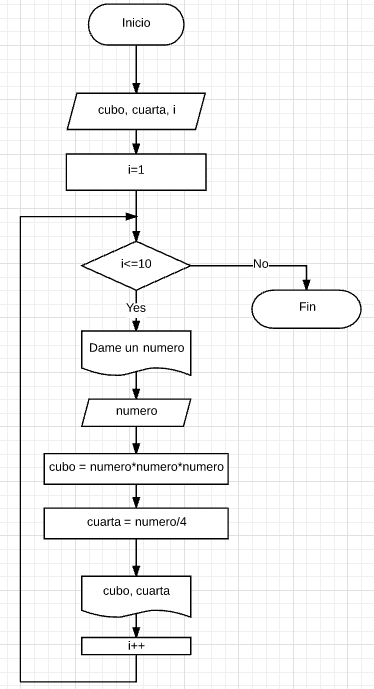 Inicio
cubo, cuarta, i
i=1
i<=10
No
Fin
Yes
Dame un numero
numero
cubo = numero*numero*numero
cuarta = numero/4
cubo, cuarta
i++